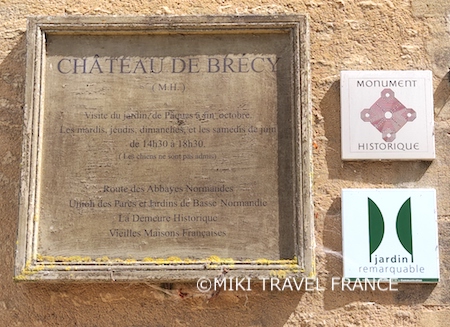 CHÂTEAU DE BRÉCY
(M.H.)
Visite du jardin, de Pâques à fin octobre.
Les mardis, jeudis, dimanches, et les samedis de juin
de 14h30 à 18h30.
(Les chiens ne sont pas admis)
Route des Abbayes Normandes
Union des Parcs et Jardins de Basse Normandie
La Demeure Historique
Vieilles Maisons Françaises
MONUMENT
HISTORIQUE
jardin
remarquable
©MIKI TRAVEL FRANCE